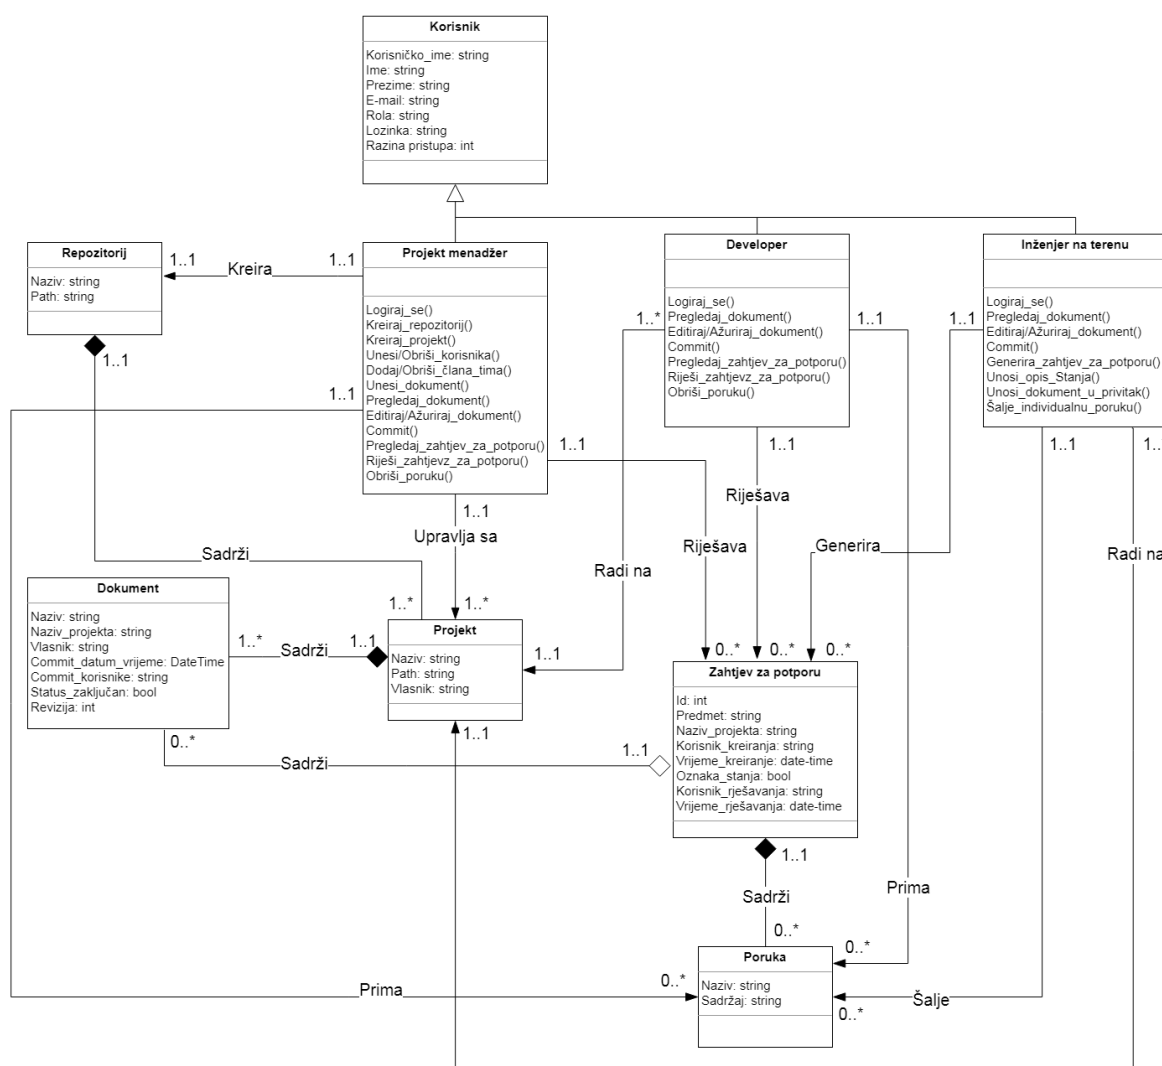 Korisnik
Korisničko_ime: string
Ime: string
Prezime: string
E-mail: string
Rola: string
Lozinka: string
Razina pristupa: int
Repozitorij
Naziv: string
Path: string
1..1
Kreira
1..1
Projekt menadžer
Logiraj_se()
Kreiraj_repozitorij()
Kreiraj_projekt()
Unesi/Obriši_korisnika()
Dodaj/Obriši_člana_tima()
Unesi_dokument()
Pregledaj_dokument()
Editiraj/Ažuriraj_dokument()
Commit()
Pregledaj_zahtjev_za_potporu()
Riješi_zahtjevz_za_potporu()
Obriši_poruku()
Developer
Logiraj_se()
Pregledaj_dokument()
Editiraj/Ažuriraj_dokument()
Commit()
Pregledaj_zahtjev_za_potporu()
Riješi_zahtjevz_za_potporu()
Obriši_poruku()
Inženjer na terenu
Logiraj_se()
Pregledaj_dokument()
Editiraj/Ažuriraj_dokument()
Commit()
Generira_zahtjev_za_potporu()
Unosi_opis_Stanja()
Unosi_dokument_u_privitak()
Šalje_individualnu_poruku()
1..*
1..1
1..1
1..1
1..1
1..1
1..1
1..1
1..
1..1
Upravlja sa
Riješava
Riješava
Generira
Radi na
Radi na
Sadrži
1..*
1..*
Dokument
Naziv: string
Naziv_projekta: string
Vlasnik: string
Commit_datum_vrijeme: DateTime
Commit_korisnike: string
Status_zaključan: bool
Revizija: int
1..*
Sadrži
1..1
Projekt
Naziv: string
Path: string
Vlasnik: string
1..1
0..*
0..*
0..*
Zahtjev za potporu
Id: int
Predmet: string
Naziv_projekta: string
Korisnik_kreiranja: string
Vrijeme_kreiranje: date-time
Oznaka_stanja: bool
Korisnik_rješavanja: string
Vrijeme_rješavanja: date-time
1..1
0..*
Sadrži
1..1
1..1
Sadrži
Prima
0..*
0..*
Poruka
Naziv: string
Sadržaj: string
0..*
Prima
Šalje
0..*